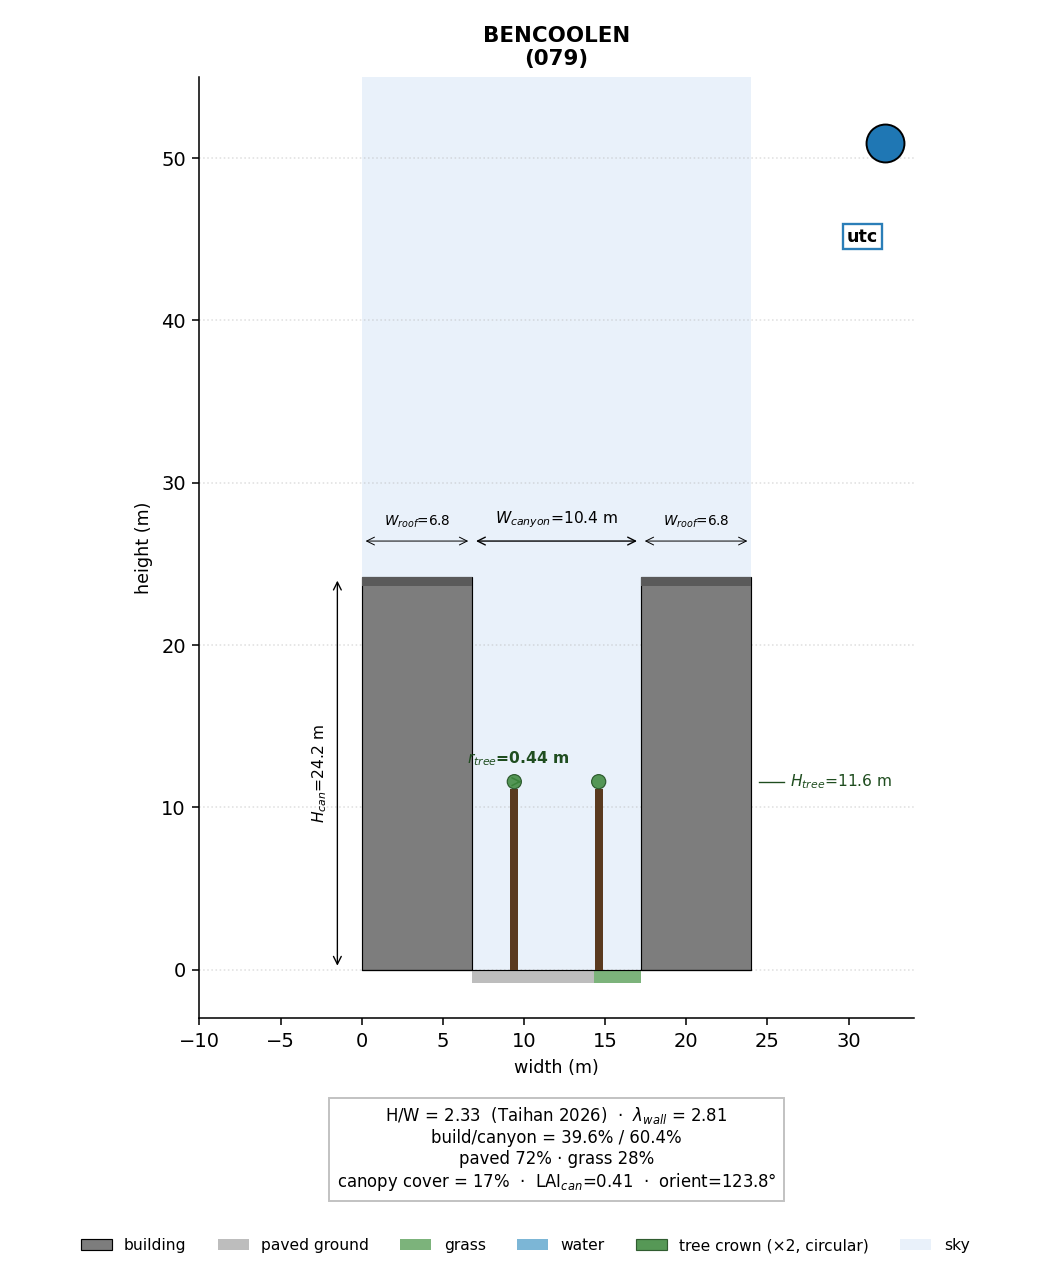 BENCOOLEN
(079)
50
utc
40
30
W_roof=6.8
W_canyon=10.4 m
W_roof=6.8
height (m)
20
H_can=24.2 m
r_tree=0.44 m
H_tree=11.6 m
10
0
−10 −5 0 5 10 15 20 25 30
width (m)
H/W = 2.33 (Taihan 2026) · λ_wall = 2.81
build/canyon = 39.6% / 60.4%
paved 72% · grass 28%
canopy cover = 17% · LAI_can=0.41 · orient=123.8°
building paved ground grass water tree crown (×2, circular) sky